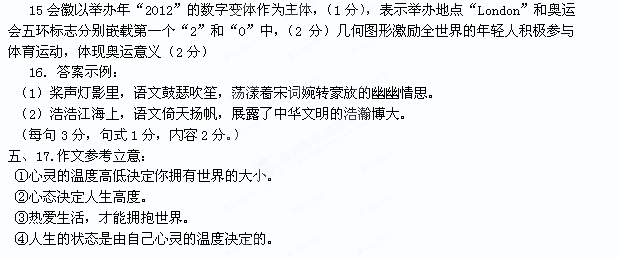 15会徽以举办年“2012”的数字变体作为主体，（1分），表示举办地点“London”和奥运
会五环标志分别嵌载第一个“2”和“0”中，（2 分）几何图形激励全世界的年轻人积极参与
体育运动，体现奥运意义（2分）
16. 答案示例：
（1）桨声灯影里，语文鼓瑟吹笙，荡漾着宋词婉转豪放的幽幽情思。
（2）浩浩江海上，语文倚天扬帆，展露了中华文明的浩瀚博大。
（每句3分，句式1分，内容2分。）
五、17.作文参考立意：
①心灵的温度高低决定你拥有世界的大小。
②心态决定人生高度。
③热爱生活，才能拥抱世界。
④人生的状态是由自己心灵的温度决定的。